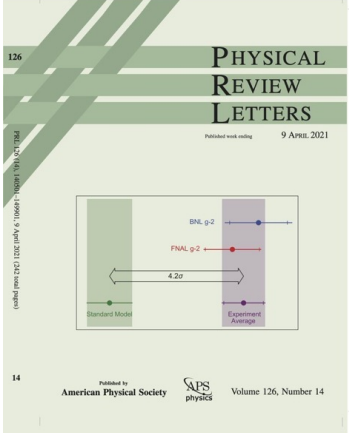 126
PHYSICAL
REVIEW
LETTERS
Published week ending 9 APRIL 2021
PRL 126 (14), 140501–149901, 9 April 2021 (242 total pages)
BNL g-2
FNAL g-2
4.2σ
Standard Model
Experiment
Average
14
Published by
American Physical Society
APS
physics
Volume 126, Number 14